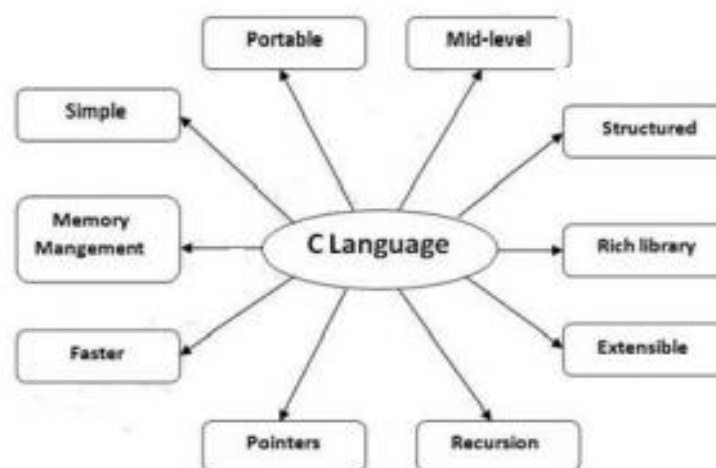 Portable
Mid-level
Simple
Structured
Memory
Mangement
C Language
Rich library
Faster
Extensible
Pointers
Recursion